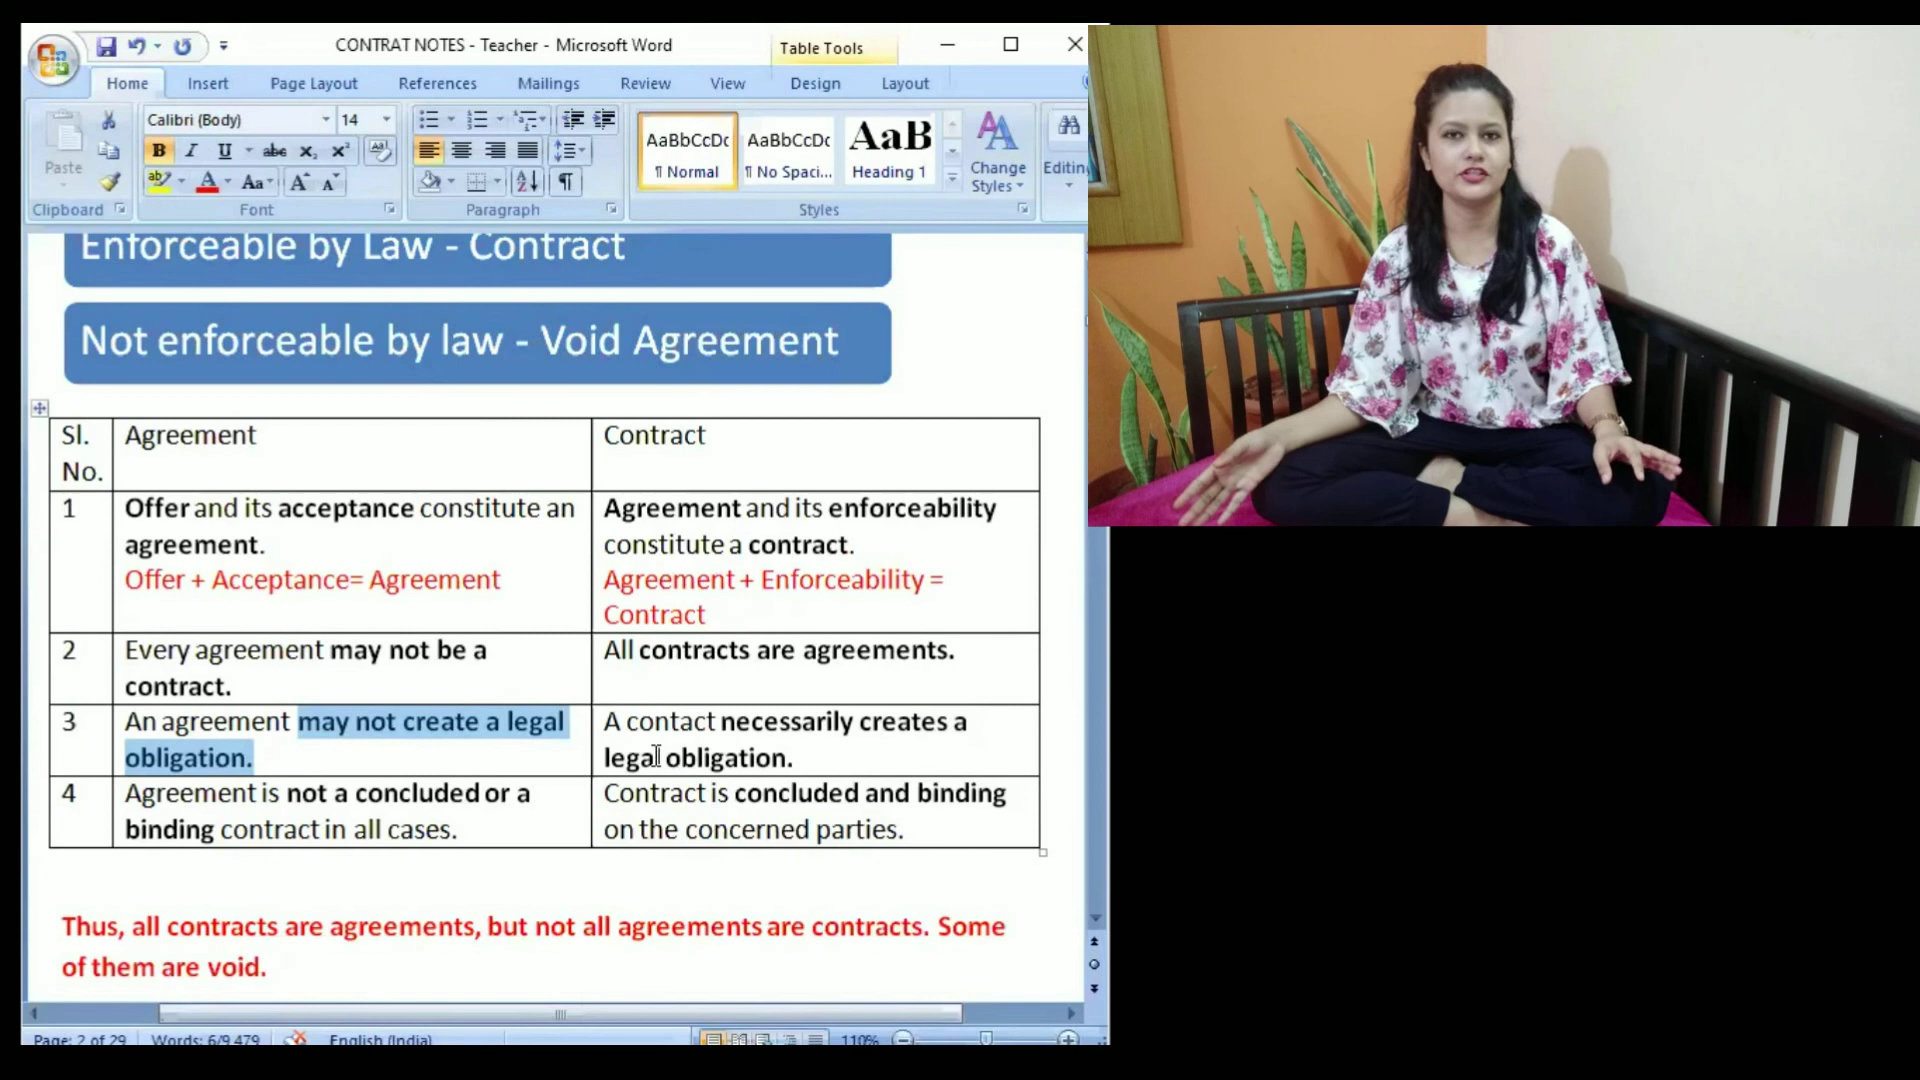 CONTRAT NOTES - Teacher - Microsoft Word
Table Tools
Home Insert Page Layout References Mailings Review View Design Layout
Calibri (Body) 14
AaBbCcDc AaBbCcDc AaB
Paste
B I U abc X₂ X²
¶ Normal ¶ No Spaci... Heading 1
Change Styles
Editing
Aa A A
Clipboard Font Paragraph Styles
Enforceable by Law - Contract
Not enforceable by law - Void Agreement
Sl. No. Agreement Contract
1 Offer and its acceptance constitute an agreement.
Offer + Acceptance= Agreement
Agreement and its enforceability constitute a contract.
Agreement + Enforceability = Contract
2 Every agreement may not be a contract.
All contracts are agreements.
3 An agreement may not create a legal obligation.
A contact necessarily creates a legal obligation.
4 Agreement is not a concluded or a binding contract in all cases.
Contract is concluded and binding on the concerned parties.
Thus, all contracts are agreements, but not all agreements are contracts. Some
of them are void.
Page: 2 of 29 Words: 6/9,479 English (India) 110%